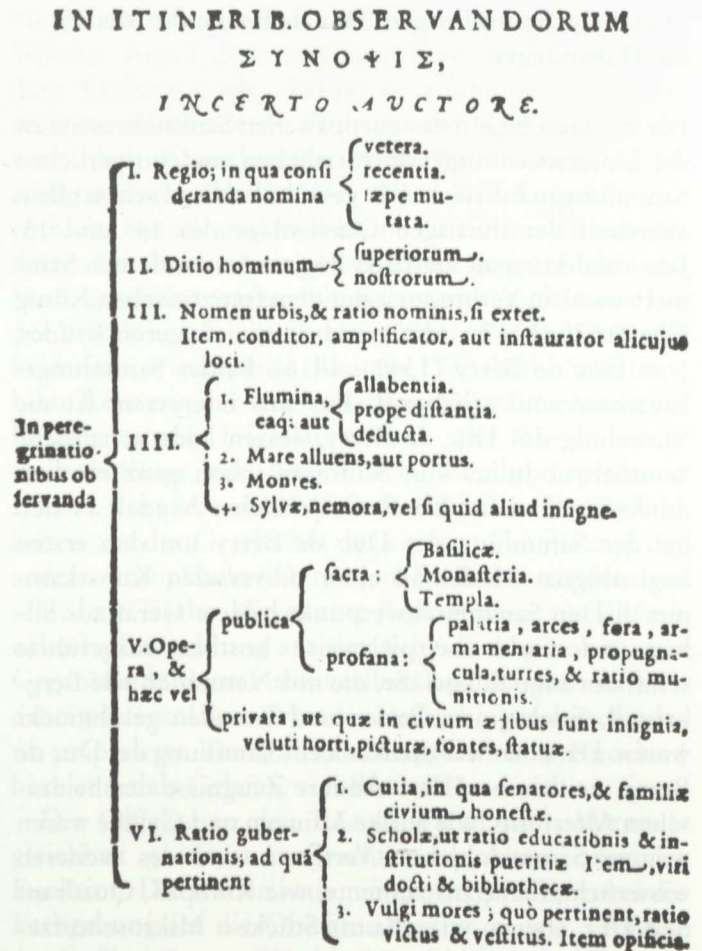 IN ITINERIB. OBSERVANDORUM
ΣΥΝΟΨΙΣ,
INCERTO AUCTORE.
In pere-
grinatio-
nibus ob
servanda
I. Regio; in qua consi
deranda nomina
vetera.
recentia.
sæpe mu-
tata.
II. Ditio hominum
superiorum.
nostrorum.
III. Nomen urbis, & ratio nominis, si extet.
Item. conditor, amplificator, aut instaurator alicujus
loci.
IIII.
1. Flumina,
eaq; aut
allabentia.
propè distantia.
deducta.
2. Mare alluens, aut portus.
3. Montes.
4. Sylvæ, nemora, vel si quid aliud insigne.
V. Ope-
ra, &
hæc vel
publica
sacra:
Basilicæ.
Monasteria.
Templa.
profana:
palatia, arces, fora, ar-
mamentaria, propugna-
cula, turres, & ratio mu-
nitionis.
privata ut quæ in civium ædibus sunt insignia,
veluti horti, picturæ, fontes, statuæ.
VI. Ratio guber-
nationis; ad quã
pertinent
1. Curia, in qua senatores, & familiæ
civium honestæ.
2. Schola, ratio educationis & in-
stitutionis pueritiæ. Item, viri
docti & bibliothecæ.
3. Vulgi mores; quò pertinent, ratio
victus & vestitus. Item opificia.